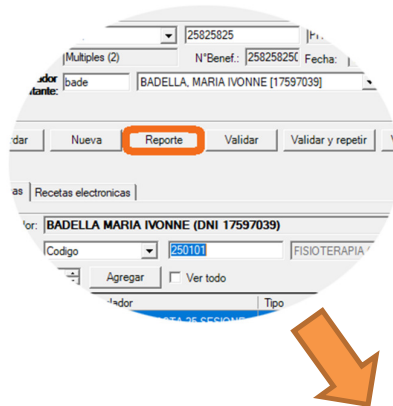 25825825
Multiples (2) N°Benef.: 258258250 Fecha:
bade BADELLA, MARIA IVONNE [17597039]
Nueva Reporte Validar Validar y repetir
Recetas electronicas
BADELLA MARIA IVONNE (DNI 17597039)
Codigo 250101 FISIOTERAPIA
Agregar Ver todo
Tipo